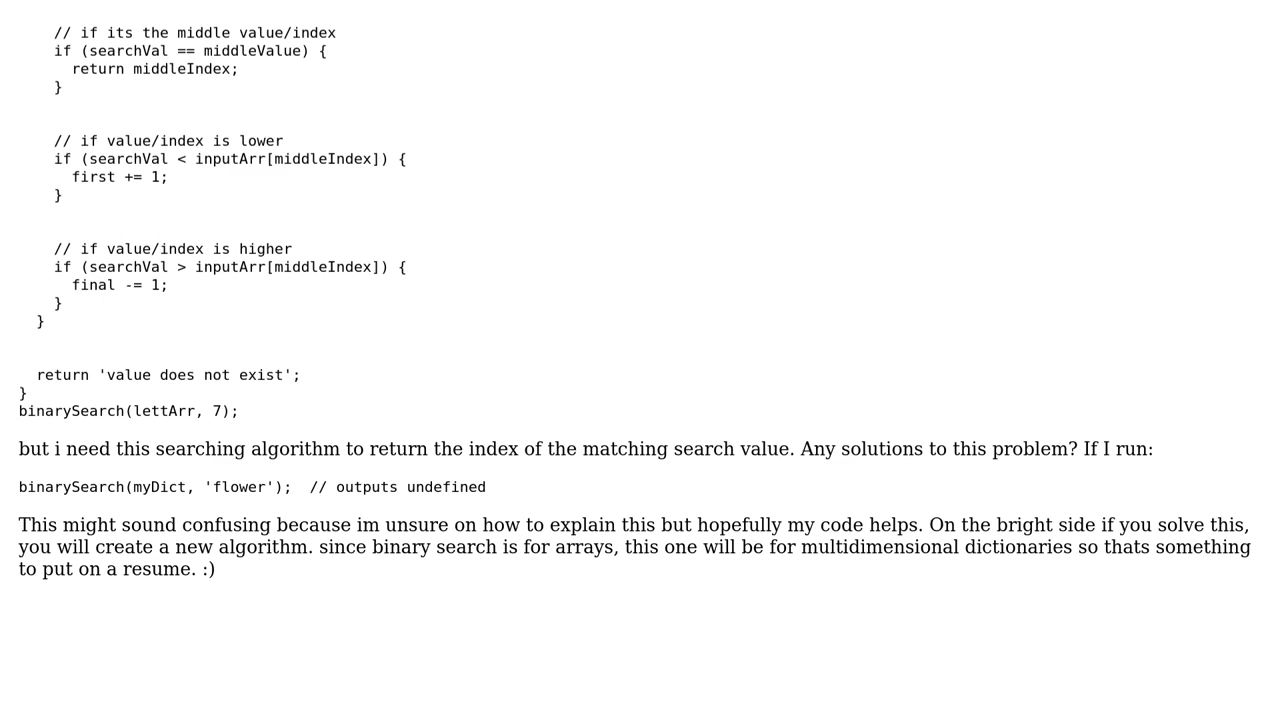 // if its the middle value/index
if (searchVal == middleValue) {
return middleIndex;
}
// if value/index is lower
if (searchVal < inputArr[middleIndex]) {
first += 1;
}
// if value/index is higher
if (searchVal > inputArr[middleIndex]) {
final -= 1;
}
}
return 'value does not exist';
}
binarySearch(lettArr, 7);
but i need this searching algorithm to return the index of the matching search value. Any solutions to this problem? If I run:
binarySearch(myDict, 'flower');  // outputs undefined
This might sound confusing because im unsure on how to explain this but hopefully my code helps. On the bright side if you solve this,
you will create a new algorithm. since binary search is for arrays, this one will be for multidimensional dictionaries so thats something
to put on a resume. :)